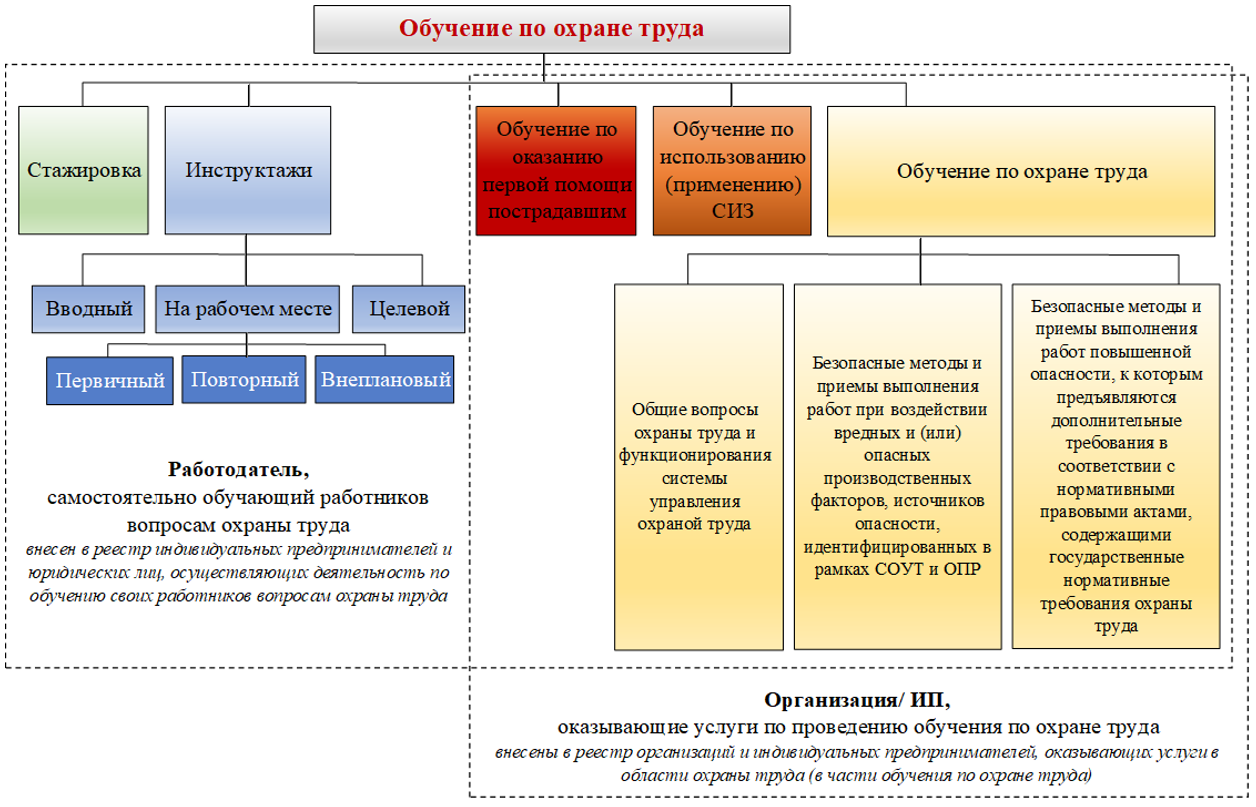 Обучение по охране труда
Стажировка
Инструктажи
Обучение по
оказанию
первой помощи
пострадавшим
Обучение по
использованию
(применению)
СИЗ
Обучение по охране труда
Вводный
На рабочем месте
Целевой
Первичный
Повторный
Внеплановый
Общие вопросы
охраны труда и
функционирования
системы
управления
охраной труда
Безопасные методы и
приемы выполнения
работ при воздействии
вредных и (или)
опасных
производственных
факторов, источников
опасности,
идентифицированных в
рамках СОУТ и ОПР
Безопасные методы и
приемы выполнения
работ повышенной
опасности, к которым
предъявляются
дополнительные
требования в
соответствии с
нормативными
правовыми актами,
содержащими
государственные
нормативные
требования охраны
труда
Работодатель,
самостоятельно обучающий работников
вопросам охраны труда
внесен в реестр индивидуальных предпринимателей и
юридических лиц, осуществляющих деятельность по
обучению своих работников вопросам охраны труда
Организация/ ИП,
оказывающие услуги по проведению обучения по охране труда
внесены в реестр организаций и индивидуальных предпринимателей, оказывающих услуги в
области охраны труда (в части обучения по охране труда)